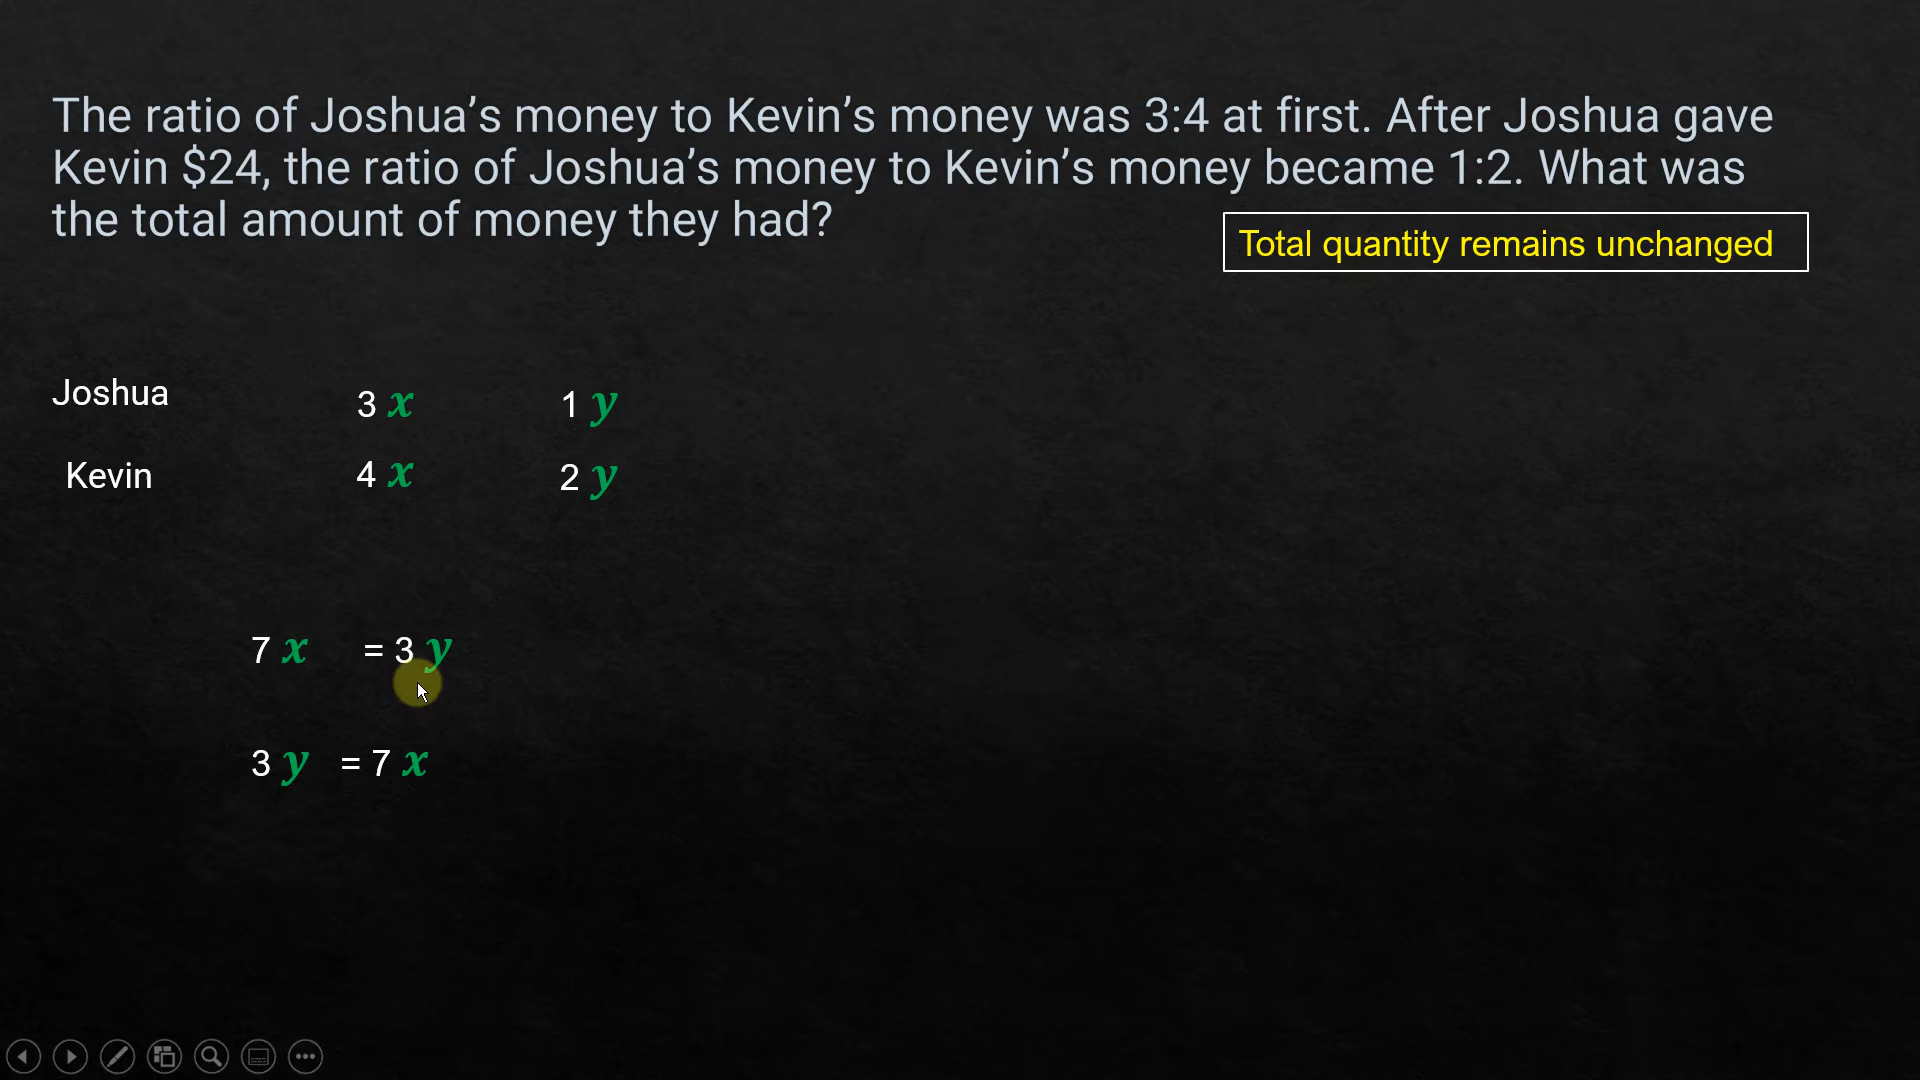 The ratio of Joshua’s money to Kevin’s money was 3:4 at first. After Joshua gave
Kevin $24, the ratio of Joshua’s money to Kevin’s money became 1:2. What was
the total amount of money they had?
Total quantity remains unchanged
Joshua 3 x 1 y
Kevin 4 x 2 y
7 x = 3 y
3 y = 7 x